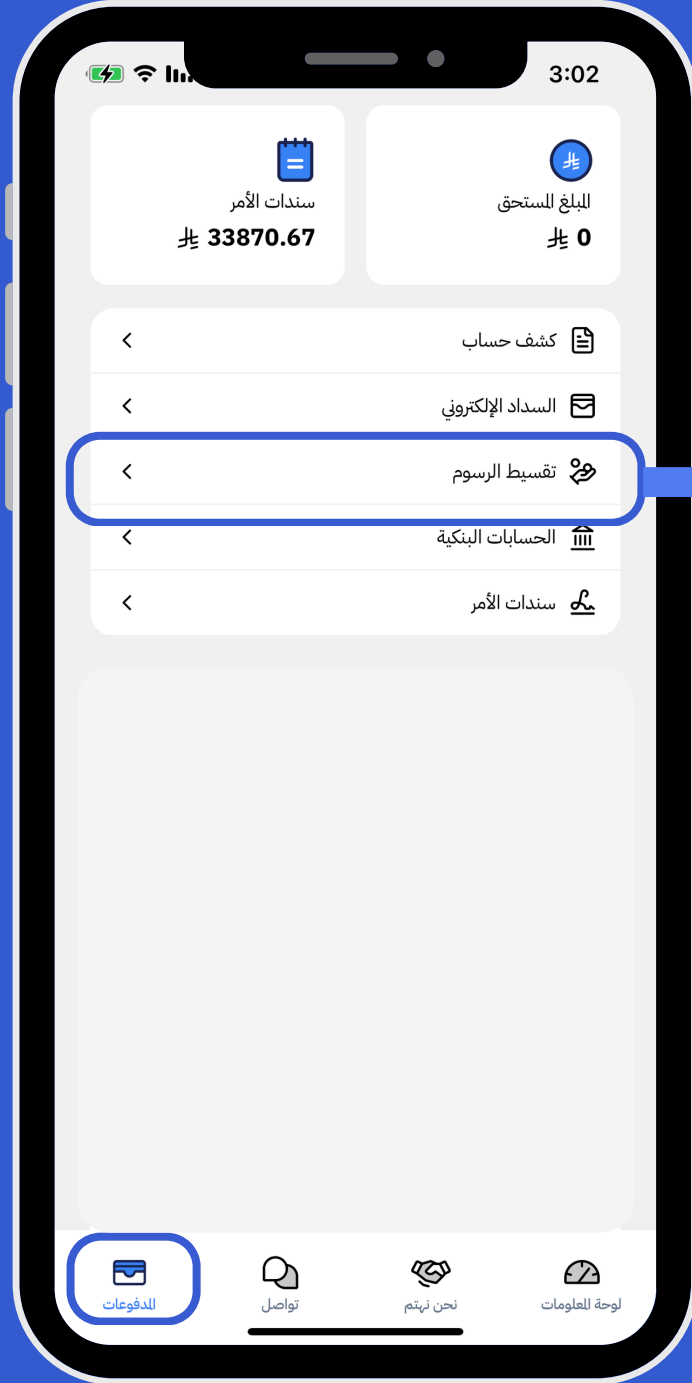 3:02
المبلغ المستحق
0
سندات الأمر
33870.67
كشف حساب
السداد الإلكتروني
تقسيط الرسوم
الحسابات البنكية
سندات الأمر
لوحة المعلومات
نحن نهتم
تواصل
المدفوعات